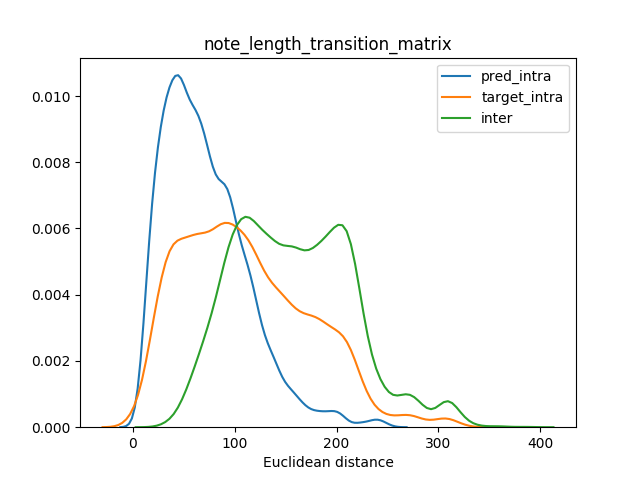 note_length_transition_matrix
pred_intra
target_intra
inter
0.010
0.008
0.006
0.004
0.002
0.000
0
100
200
300
400
Euclidean distance